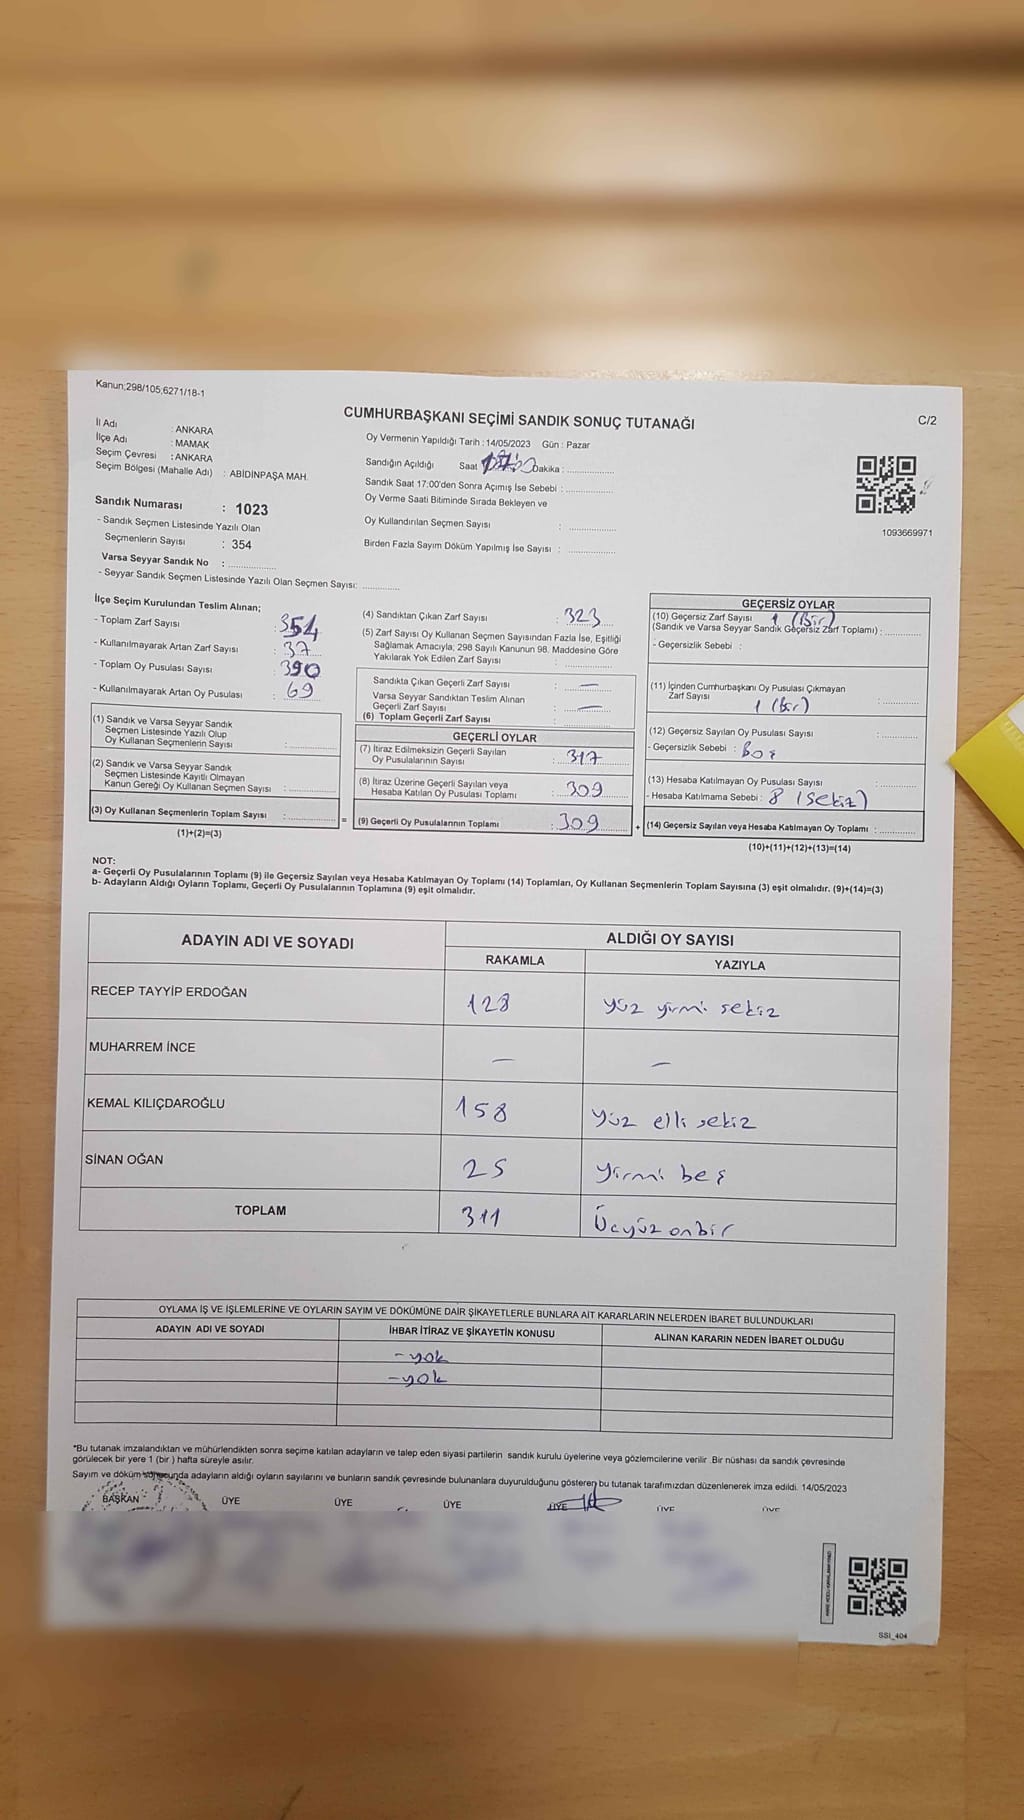 Kanun:298/105,6271/18-1
CUMHURBAŞKANI SEÇİMİ SANDIK SONUÇ TUTANAĞI
C/2
İl Adı : ANKARA
İlçe Adı : MAMAK
Seçim Çevresi : ANKARA
Seçim Bölgesi (Mahalle Adı) : ABİDİNPAŞA MAH.
Sandık Numarası : 1023
- Sandık Seçmen Listesinde Yazılı Olan
Seçmenlerin Sayısı : 354
Varsa Seyyar Sandık No :
- Seyyar Sandık Seçmen Listesinde Yazılı Olan Seçmen Sayısı:
Oy Vermenin Yapıldığı Tarih : 14/05/2023 Gün : Pazar
Sandığın Açıldığı Saat Dakika :
Sandık Saat 17:00'den Sonra Açımış İse Sebebi :
Oy Verme Saati Bitiminde Sırada Bekleyen ve
Oy Kullandırılan Seçmen Sayısı :
Birden Fazla Sayım Döküm Yapılmış İse Sayısı :
1093669971
İlçe Seçim Kurulundan Teslim Alınan;
- Toplam Zarf Sayısı : 354
- Kullanılmayarak Artan Zarf Sayısı : 37
- Toplam Oy Pusulası Sayısı : 390
- Kullanılmayarak Artan Oy Pusulası : 69
(1) Sandık ve Varsa Seyyar Sandık
Seçmen Listesinde Yazılı Olup
Oy Kullanan Seçmenlerin Sayısı :
(2) Sandık ve Varsa Seyyar Sandık
Seçmen Listesinde Kayıtlı Olmayan
Kanun Gereği Oy Kullanan Seçmen Sayısı :
(3) Oy Kullanan Seçmenlerin Toplam Sayısı :
(1)+(2)=(3)
=
(4) Sandıktan Çıkan Zarf Sayısı : 323
(5) Zarf Sayısı Oy Kullanan Seçmen Sayısından Fazla İse, Eşitliği
Sağlamak Amacıyla; 298 Sayılı Kanunun 98. Maddesine Göre
Yakılarak Yok Edilen Zarf Sayısı :
Sandıkta Çıkan Geçerli Zarf Sayısı : —
Varsa Seyyar Sandıktan Teslim Alınan
Geçerli Zarf Sayısı : —
(6) Toplam Geçerli Zarf Sayısı :
GEÇERLİ OYLAR
(7) İtiraz Edilmeksizin Geçerli Sayılan
Oy Pusulalarının Sayısı : 317
(8) İtiraz Üzerine Geçerli Sayılan veya
Hesaba Katılan Oy Pusulası Toplamı : 309
(9) Geçerli Oy Pusulalarının Toplamı : 309
+
GEÇERSİZ OYLAR
(10) Geçersiz Zarf Sayısı 1 (Bir)
(Sandık ve Varsa Seyyar Sandık Geçersiz Zarf Toplamı) :
- Geçersizlik Sebebi :
(11) İçinden Cumhurbaşkanı Oy Pusulası Çıkmayan
Zarf Sayısı : 1 (Bir)
(12) Geçersiz Sayılan Oy Pusulası Sayısı :
- Geçersizlik Sebebi : Boş
(13) Hesaba Katılmayan Oy Pusulası Sayısı :
- Hesaba Katılmama Sebebi : 8 (sekiz)
(14) Geçersiz Sayılan veya Hesaba Katılmayan Oy Toplamı :
(10)+(11)+(12)+(13)=(14)
NOT:
a- Geçerli Oy Pusulalarının Toplamı (9) ile Geçersiz Sayılan veya Hesaba Katılmayan Oy Toplamı (14) Toplamları, Oy Kullanan Seçmenlerin Toplam Sayısına (3) eşit olmalıdır. (9)+(14)=(3)
b- Adayların Aldığı Oyların Toplamı, Geçerli Oy Pusulalarının Toplamına (9) eşit olmalıdır.
ADAYIN ADI VE SOYADI
ALDIĞI OY SAYISI
RAKAMLA YAZIYLA
RECEP TAYYİP ERDOĞAN 128 yüz yirmi sekiz
MUHARREM İNCE — —
KEMAL KILIÇDAROĞLU 158 yüz elli sekiz
SİNAN OĞAN 25 yirmi beş
TOPLAM 311 Üçyüz onbir
OYLAMA İŞ VE İŞLEMLERİNE VE OYLARIN SAYIM VE DÖKÜMÜNE DAİR ŞİKAYETLERLE BUNLARA AİT KARARLARIN NELERDEN İBARET BULUNDUKLARI
ADAYIN ADI VE SOYADI İHBAR İTİRAZ VE ŞİKAYETİN KONUSU ALINAN KARARIN NEDEN İBARET OLDUĞU
- yok
- yok
*Bu tutanak imzalandıktan ve mühürlendikten sonra seçime katılan adayların ve talep eden siyasi partilerin sandık kurulu üyelerine veya gözlemcilerine verilir. Bir nüshası da sandık çevresinde
görülecek bir yere 1 (bir ) hafta süreyle asılır.
Sayım ve döküm sonucunda adayların aldığı oyların sayılarını ve bunların sandık çevresinde bulunanlara duyurulduğunu gösteren bu tutanak tarafımızdan düzenlenerek imza edildi. 14/05/2023
BAŞKAN ÜYE ÜYE ÜYE ÜYE ÜYE ÜYE
SSİ_404